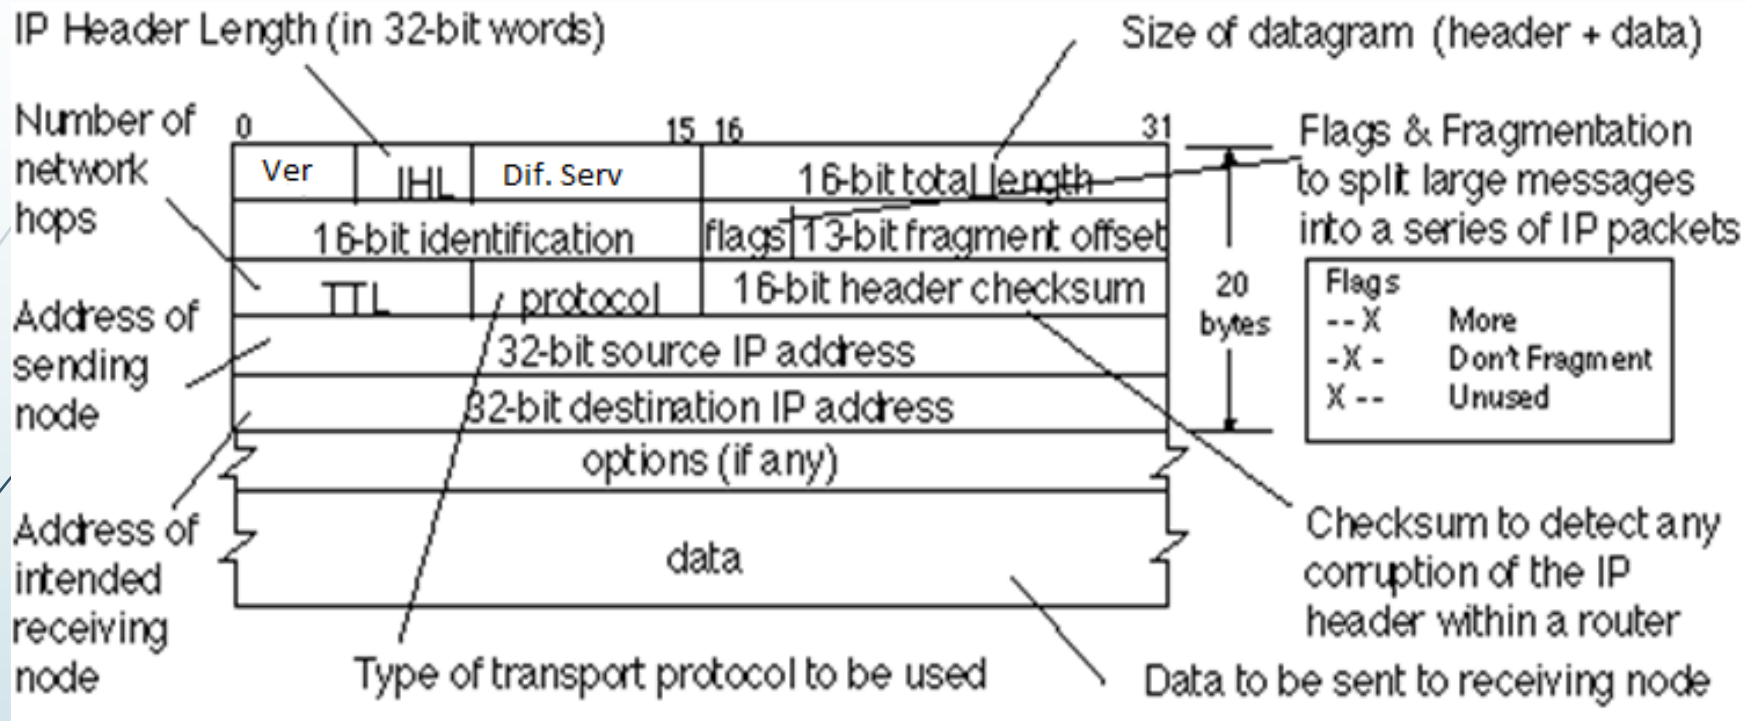 IP Header Length (in 32-bit words)
Size of datagram (header + data)
Number of
network
hops
0
15 16
31
Flags & Fragmentation
to split large messages
into a series of IP packets
Ver
IHL
Dif. Serv
16-bit total length
16-bit identification
flags
13-bit fragment offset
TTL
protocol
16-bit header checksum
20
bytes
Flags
- - X More
- X - Don't Fragment
X - - Unused
Address of
sending
node
32-bit source IP address
32-bit destination IP address
options (if any)
Address of
intended
receiving
node
data
Checksum to detect any
corruption of the IP
header within a router
Type of transport protocol to be used
Data to be sent to receiving node